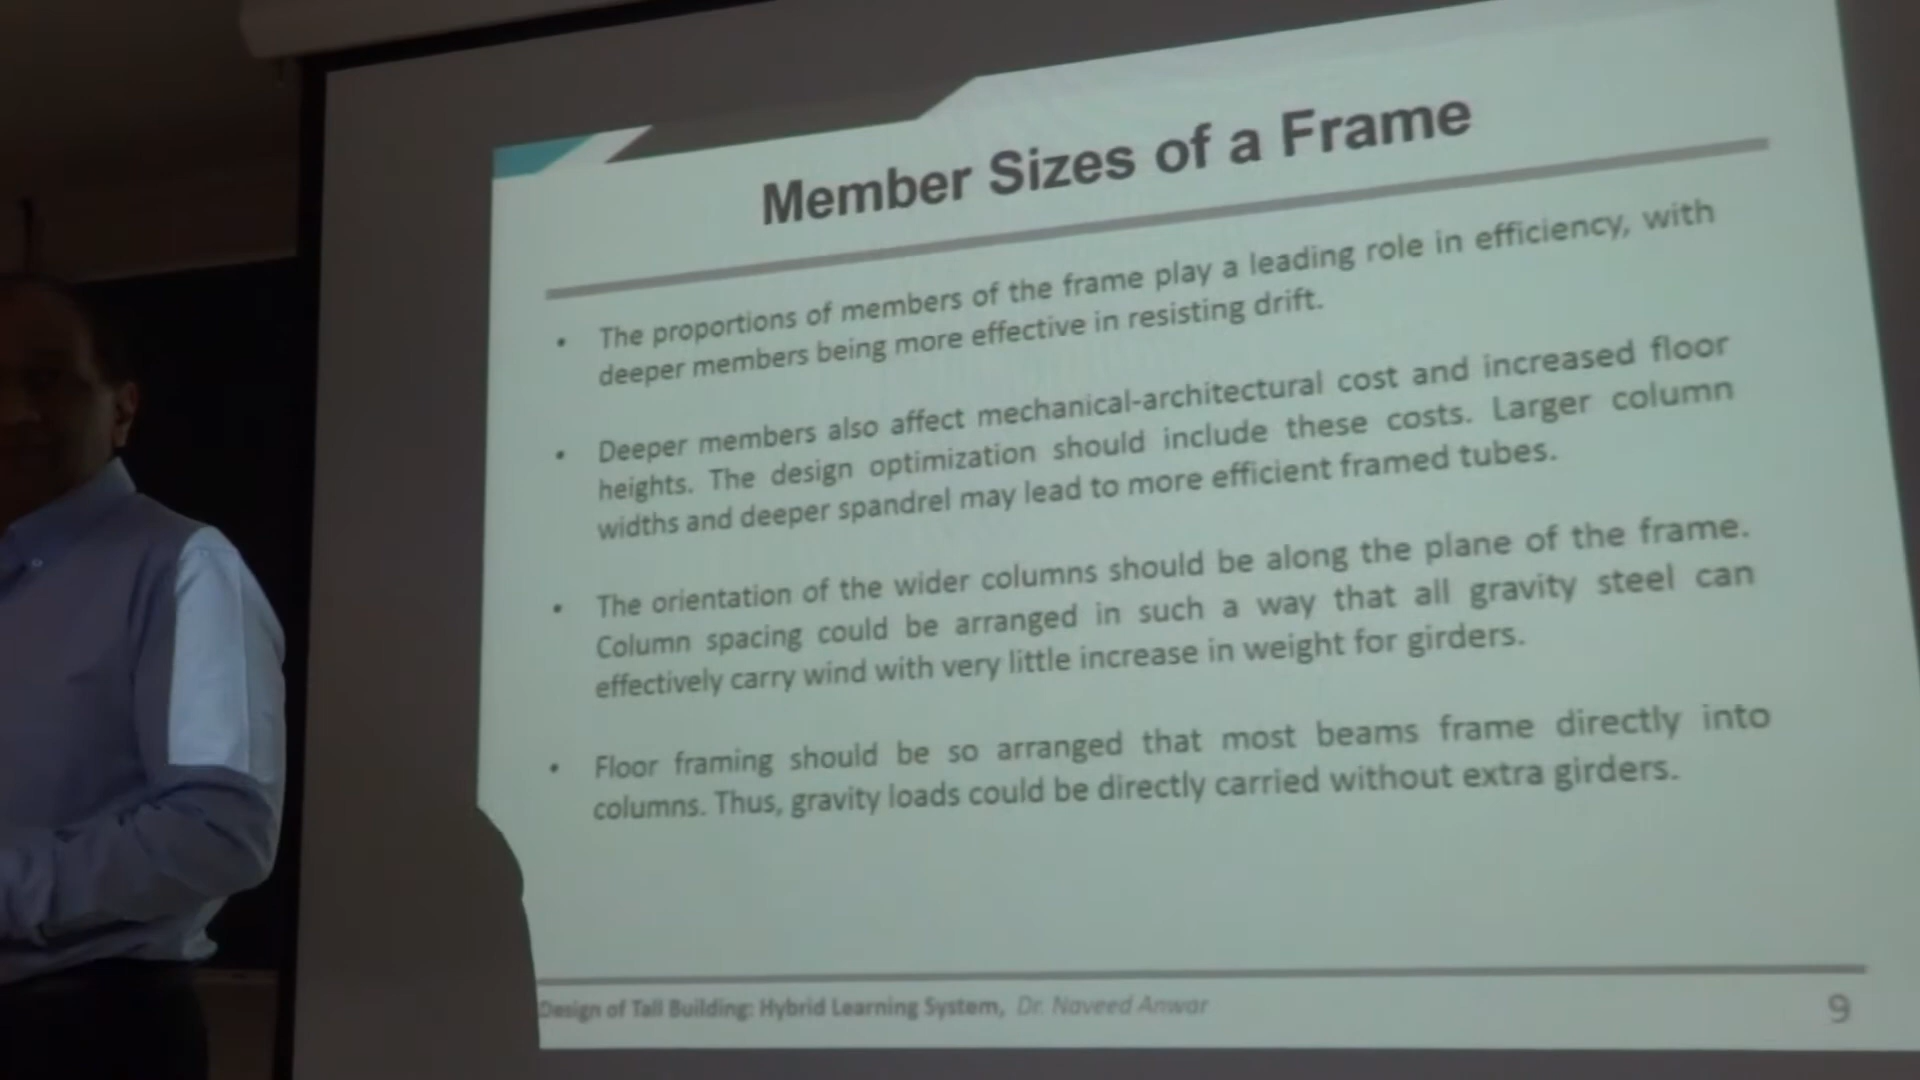 Member Sizes of a Frame
• The proportions of members of the frame play a leading role in efficiency, with
deeper members being more effective in resisting drift.
• Deeper members also affect mechanical-architectural cost and increased floor
heights. The design optimization should include these costs. Larger column
widths and deeper spandrel may lead to more efficient framed tubes.
• The orientation of the wider columns should be along the plane of the frame.
Column spacing could be arranged in such a way that all gravity steel can
effectively carry wind with very little increase in weight for girders.
• Floor framing should be so arranged that most beams frame directly into
columns. Thus, gravity loads could be directly carried without extra girders.
Design of Tall Building: Hybrid Learning System, Dr. Naveed Anwar
9